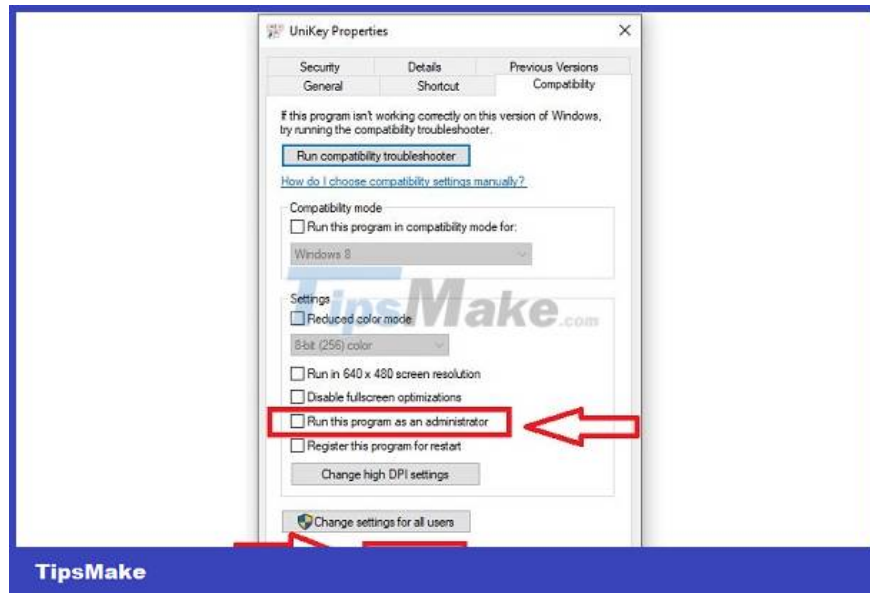 UniKey Properties
Security Details Previous Versions
General Shortcut Compatibility
If this program isn't working correctly on this version of Windows,
try running the compatibility troubleshooter.
Run compatibility troubleshooter
How do I choose compatibility settings manually?
Compatibility mode
Run this program in compatibility mode for:
Windows 8
TipsMake.com
Settings
Reduced color mode
8-bit (256) color
Run in 640 x 480 screen resolution
Disable fullscreen optimizations
Run this program as an administrator
Register this program for restart
Change high DPI settings
Change settings for all users
TipsMake